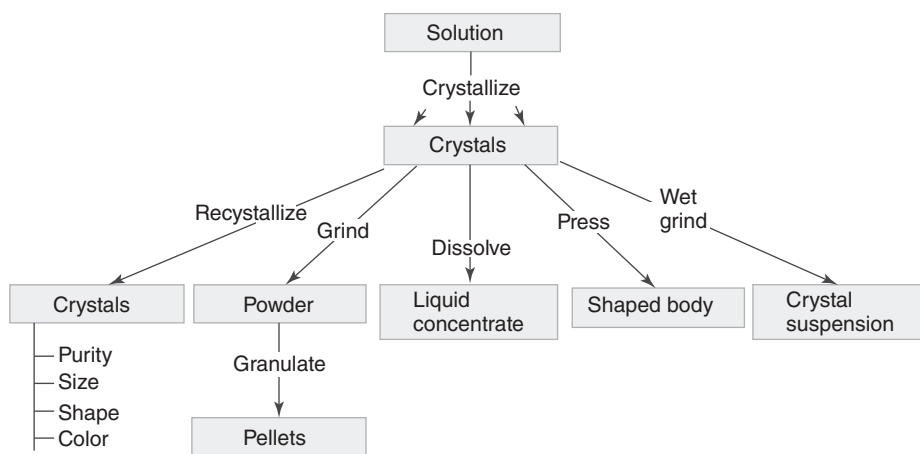 Solution
Crystallize
Crystals
Recystallize
Grind
Dissolve
Press
Wet
grind
Crystals
Powder
Liquid
concentrate
Shaped body
Crystal
suspension
Purity
Size
Shape
Color
Granulate
Pellets